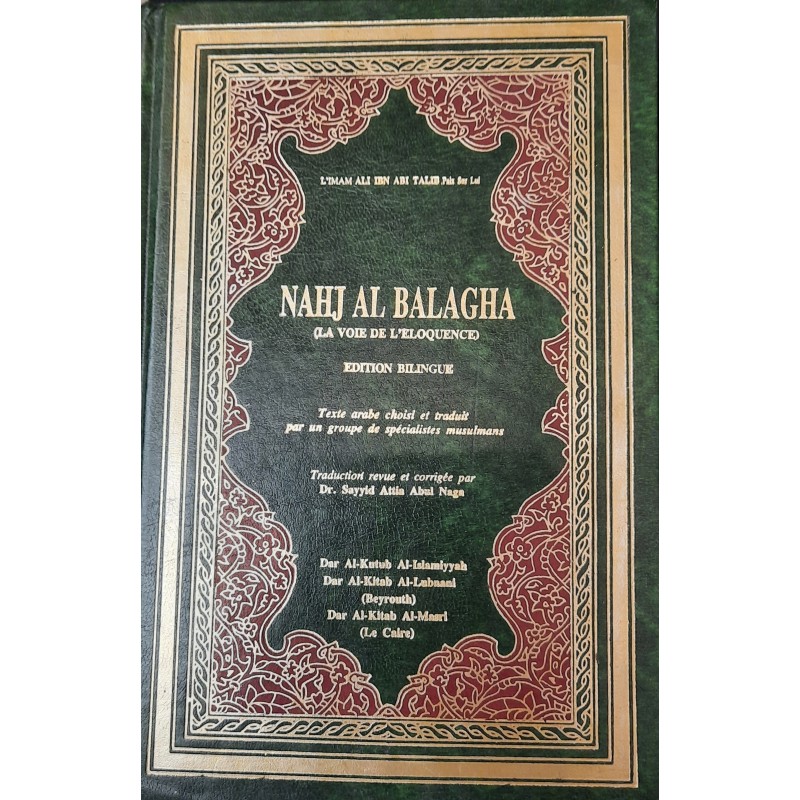 L'IMAM ALI IBN ABI TALIB Paix Sur Lui
NAHJ AL BALAGHA
(LA VOIE DE L'ELOQUENCE)
EDITION BILINGUE
Texte arabe choisi et traduit
par un groupe de spécialistes musulmans
Traduction revue et corrigée par
Dr. Sayyid Attia Abul Naga
Dar Al-Kutub Al-Islamiyyah
Dar Al-Kitab Al-Lubnani
(Beyrouth)
Dar Al-Kitab Al-Masri
(Le Caire)